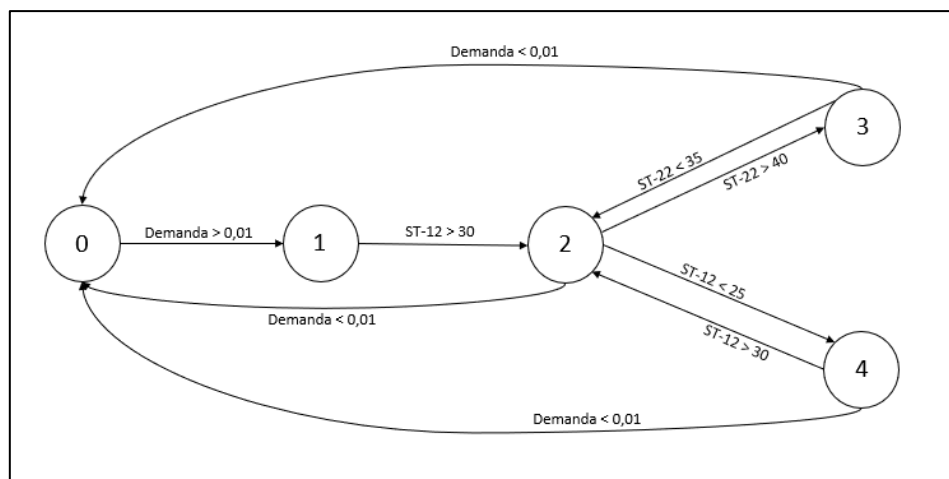 Demanda < 0,01
3
ST-22 < 35
ST-22 > 40
0
Demanda > 0,01
1
ST-12 > 30
2
ST-12 < 25
ST-12 > 30
Demanda < 0,01
4
Demanda < 0,01